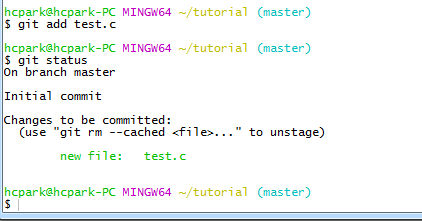 hcpark@hcpark-PC MINGW64 ~/tutorial (master)
$ git add test.c
hcpark@hcpark-PC MINGW64 ~/tutorial (master)
$ git status
On branch master
Initial commit
Changes to be committed:
  (use "git rm --cached <file>..." to unstage)
        new file:   test.c
hcpark@hcpark-PC MINGW64 ~/tutorial (master)
$